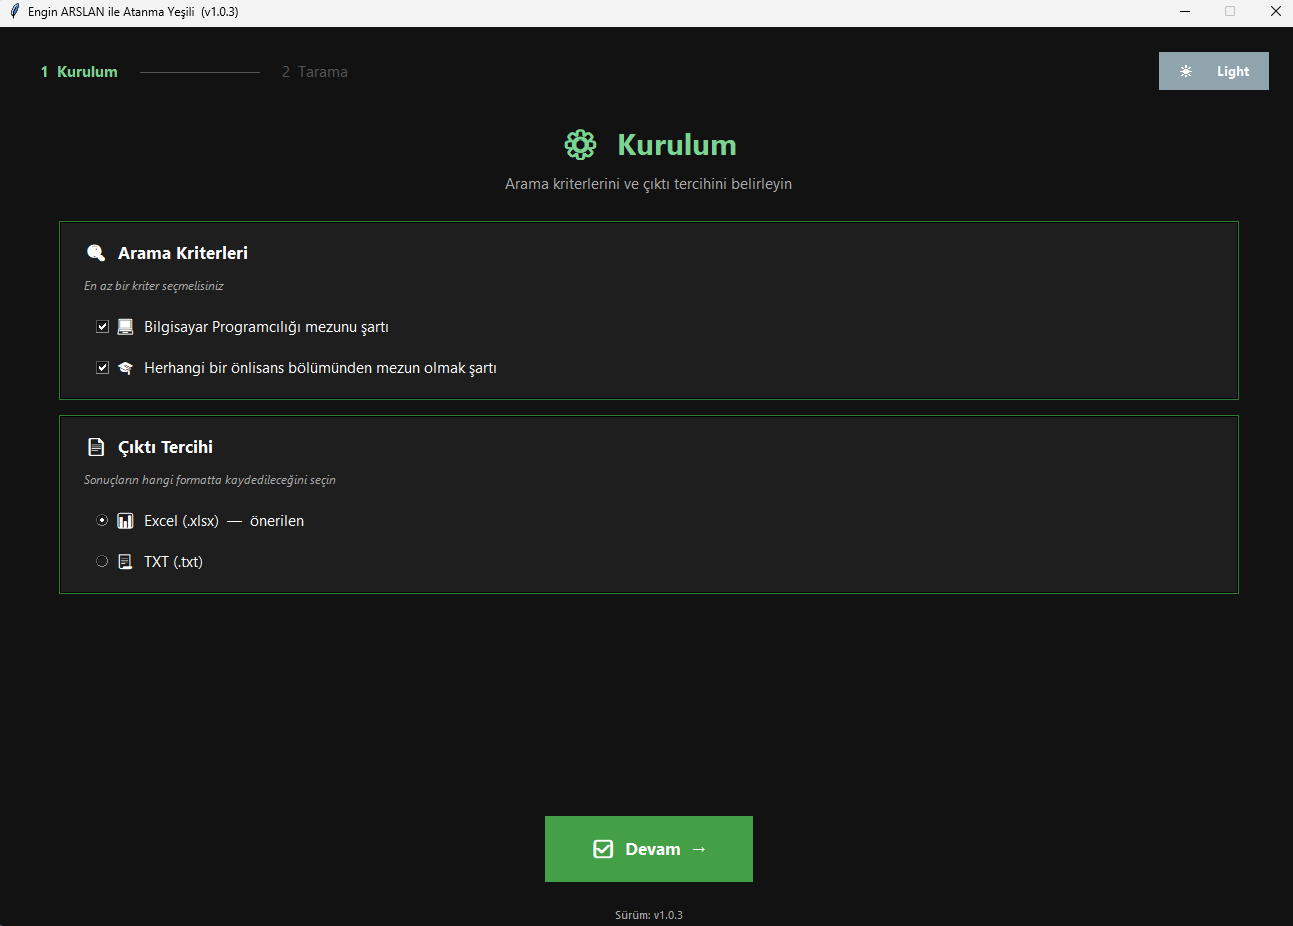 Engin ARSLAN ile Atanma Yeşili (v1.0.3)
1 Kurulum
2 Tarama
Light
Kurulum
Arama kriterlerini ve çıktı tercihini belirleyin
Arama Kriterleri
En az bir kriter seçmelisiniz
Bilgisayar Programcılığı mezunu şartı
Herhangi bir önlisans bölümünden mezun olmak şartı
Çıktı Tercihi
Sonuçların hangi formatta kaydedileceğini seçin
Excel (.xlsx) — önerilen
TXT (.txt)
Devam →
Sürüm: v1.0.3